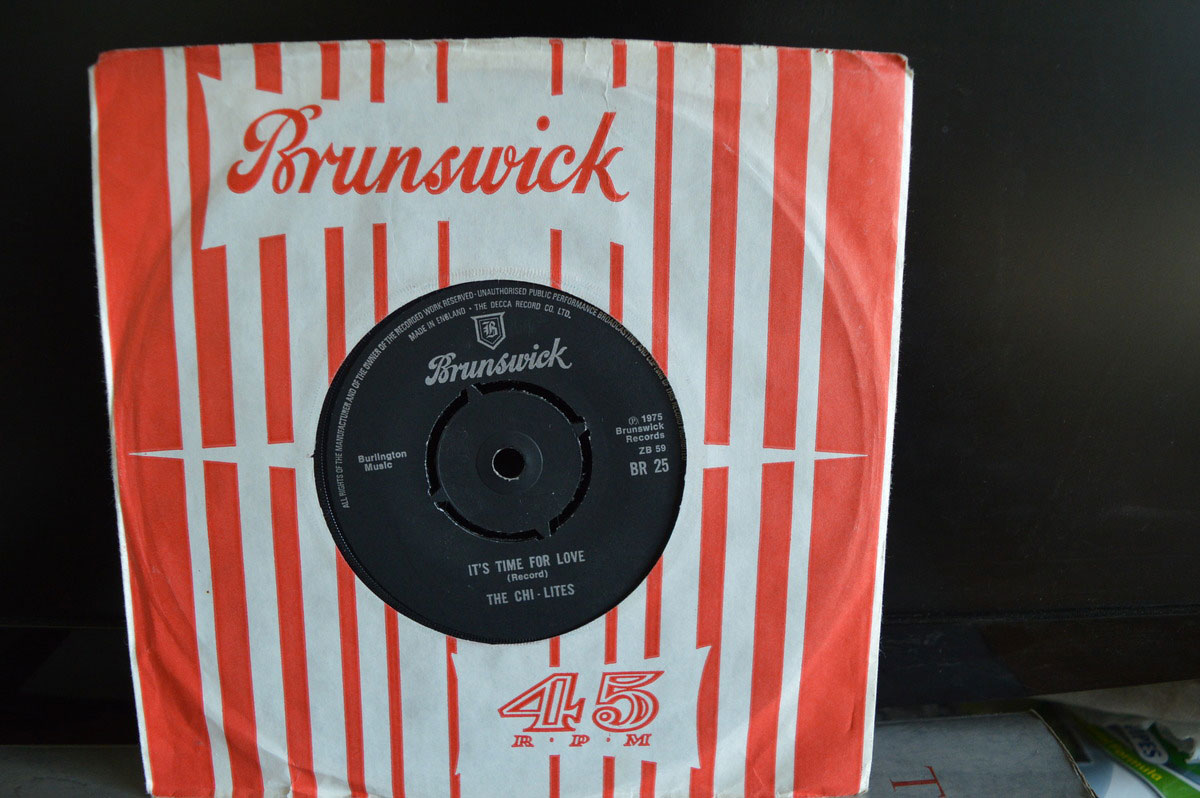 Brunswick
ALL RIGHTS OF THE MANUFACTURER AND OF THE OWNER OF THE RECORDED WORK RESERVED · UNAUTHORISED PUBLIC PERFORMANCE BROADCASTING AND
MADE IN ENGLAND · THE DECCA RECORD CO. LTD.
B
Brunswick
Burlington
Music
℗ 1975
Brunswick
Records
ZB 59
BR 25
IT'S TIME FOR LOVE
(Record)
THE CHI-LITES
45
R·P·M
T
formula